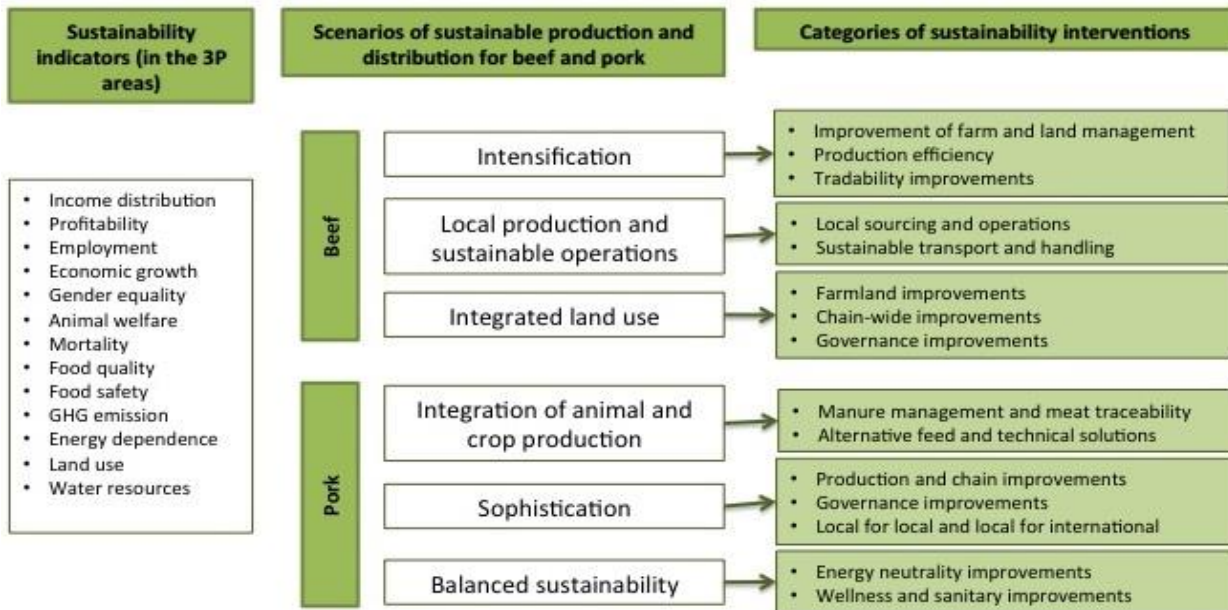 Sustainability
indicators (in the 3P
areas)
Scenarios of sustainable production and
distribution for beef and pork
Categories of sustainability interventions
• Income distribution
• Profitability
• Employment
• Economic growth
• Gender equality
• Animal welfare
• Mortality
• Food quality
• Food safety
• GHG emission
• Energy dependence
• Land use
• Water resources
Beef
Intensification
• Improvement of farm and land management
• Production efficiency
• Tradability improvements
Local production and
sustainable operations
• Local sourcing and operations
• Sustainable transport and handling
Integrated land use
• Farmland improvements
• Chain-wide improvements
• Governance improvements
Pork
Integration of animal and
crop production
• Manure management and meat traceability
• Alternative feed and technical solutions
Sophistication
• Production and chain improvements
• Governance improvements
• Local for local and local for international
Balanced sustainability
• Energy neutrality improvements
• Wellness and sanitary improvements